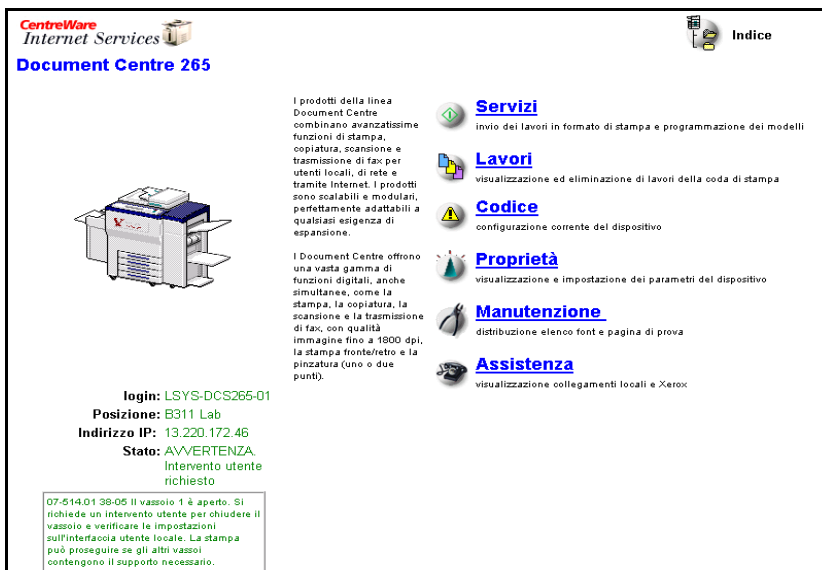 CentreWare
Internet Services
Indice
Document Centre 265
I prodotti della linea
Document Centre
combinano avanzatissime
funzioni di stampa,
copiatura, scansione e
trasmissione di fax per
utenti locali, di rete e
tramite Internet. I prodotti
sono scalabili e modulari,
perfettamente adattabili a
qualsiasi esigenza di
espansione.
I Document Centre offrono
una vasta gamma di
funzioni digitali, anche
simultanee, come la
stampa, la copiatura, la
scansione e la trasmissione
di fax, con qualità
immagine fino a 1800 dpi,
la stampa fronte/retro e la
pinzatura (uno o due
punti).
Servizi
invio dei lavori in formato di stampa e programmazione dei modelli
Lavori
visualizzazione ed eliminazione di lavori della coda di stampa
Codice
configurazione corrente del dispositivo
Proprietà
visualizzazione e impostazione dei parametri del dispositivo
Manutenzione
distribuzione elenco font e pagina di prova
Assistenza
visualizzazione collegamenti locali e Xerox
login: LSYS-DCS265-01
Posizione: B311 Lab
Indirizzo IP: 13.220.172.46
Stato: AVVERTENZA.
Intervento utente
richiesto
07-514.01 38-05 Il vassoio 1 è aperto. Si
richiede un intervento utente per chiudere il
vassoio e verificare le impostazioni
sull'interfaccia utente locale. La stampa
può proseguire se gli altri vassoi
contengono il supporto necessario.